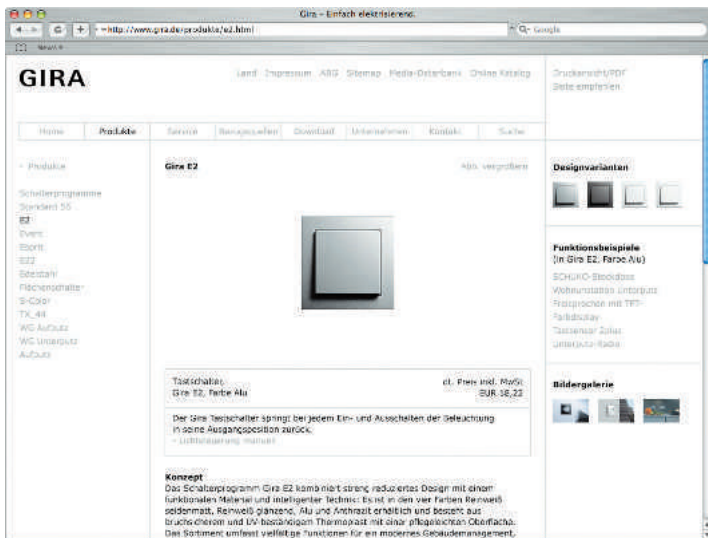 Gira – Einfach elektrisierend.
http://www.gira.de/produkte/e2.html
Google
News
GIRA
Land Impressum AGB Sitemap Media-Datenbank Online Katalog
Druckansicht/PDF
Seite empfehlen
Home Produkte Service Bezugsquellen Download Unternehmen Kontakt Suche
Produkte
Gira E2
Abb. vergrößern
Designvarianten
Schalterprogramme
Standard 55
E2
Event
Esprit
E22
Edelstahl
Flächenschalter
S-Color
TX_44
WG Aufputz
WG Unterputz
Aufputz
Funktionsbeispiele
(in Gira E2, Farbe Alu)
SCHUKO-Steckdose
Wohnungsstation Unterputz
Freisprechen mit TFT-
Farbdisplay
Tastsensor 2plus
Unterputz-Radio
Tastschalter,
Gira E2, Farbe Alu
dt. Preis inkl. MwSt
EUR 18,22
Der Gira Tastschalter springt bei jedem Ein- und Ausschalten der Beleuchtung
in seine Ausgangsposition zurück.
- Lichtsteuerung manuell
Bildergalerie
Konzept
Das Schalterprogramm Gira E2 kombiniert streng reduziertes Design mit einem
funktionalen Material und intelligenter Technik: Es ist in den vier Farben Reinweiß
seidenmatt, Reinweiß glänzend, Alu und Anthrazit erhältlich und besteht aus
bruchsicherem und UV-beständigem Thermoplast mit einer pflegeleichten Oberfläche.
Das Sortiment umfasst vielfältige Funktionen für ein modernes Gebäudemanagement,